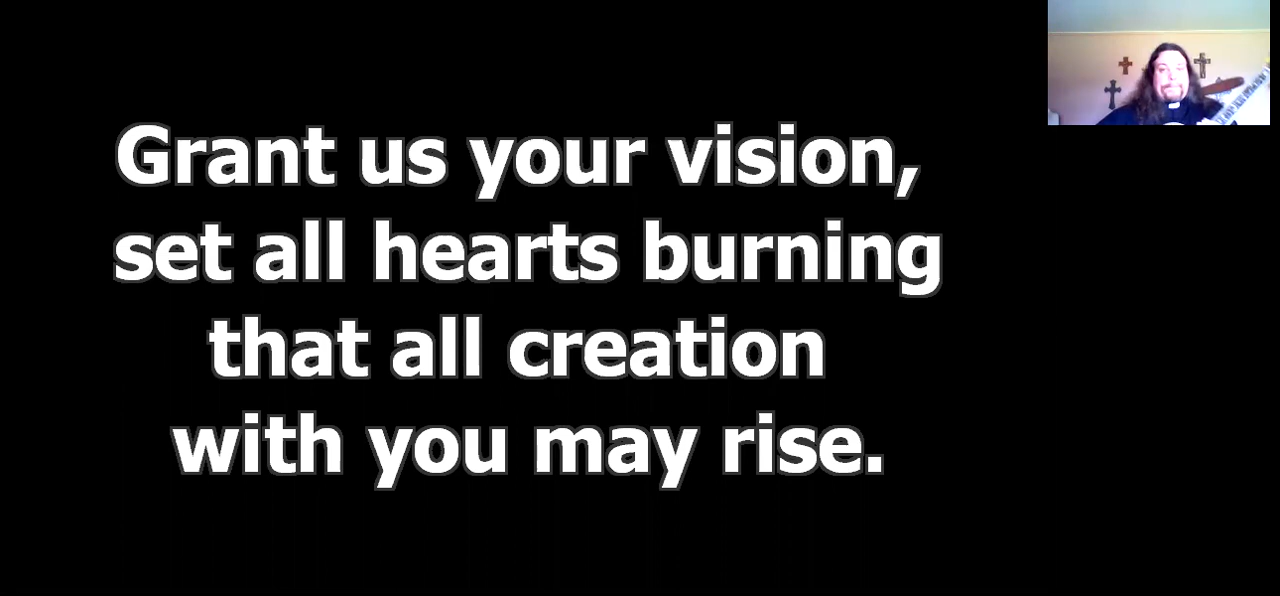 Grant us your vision,
set all hearts burning
that all creation
with you may rise.